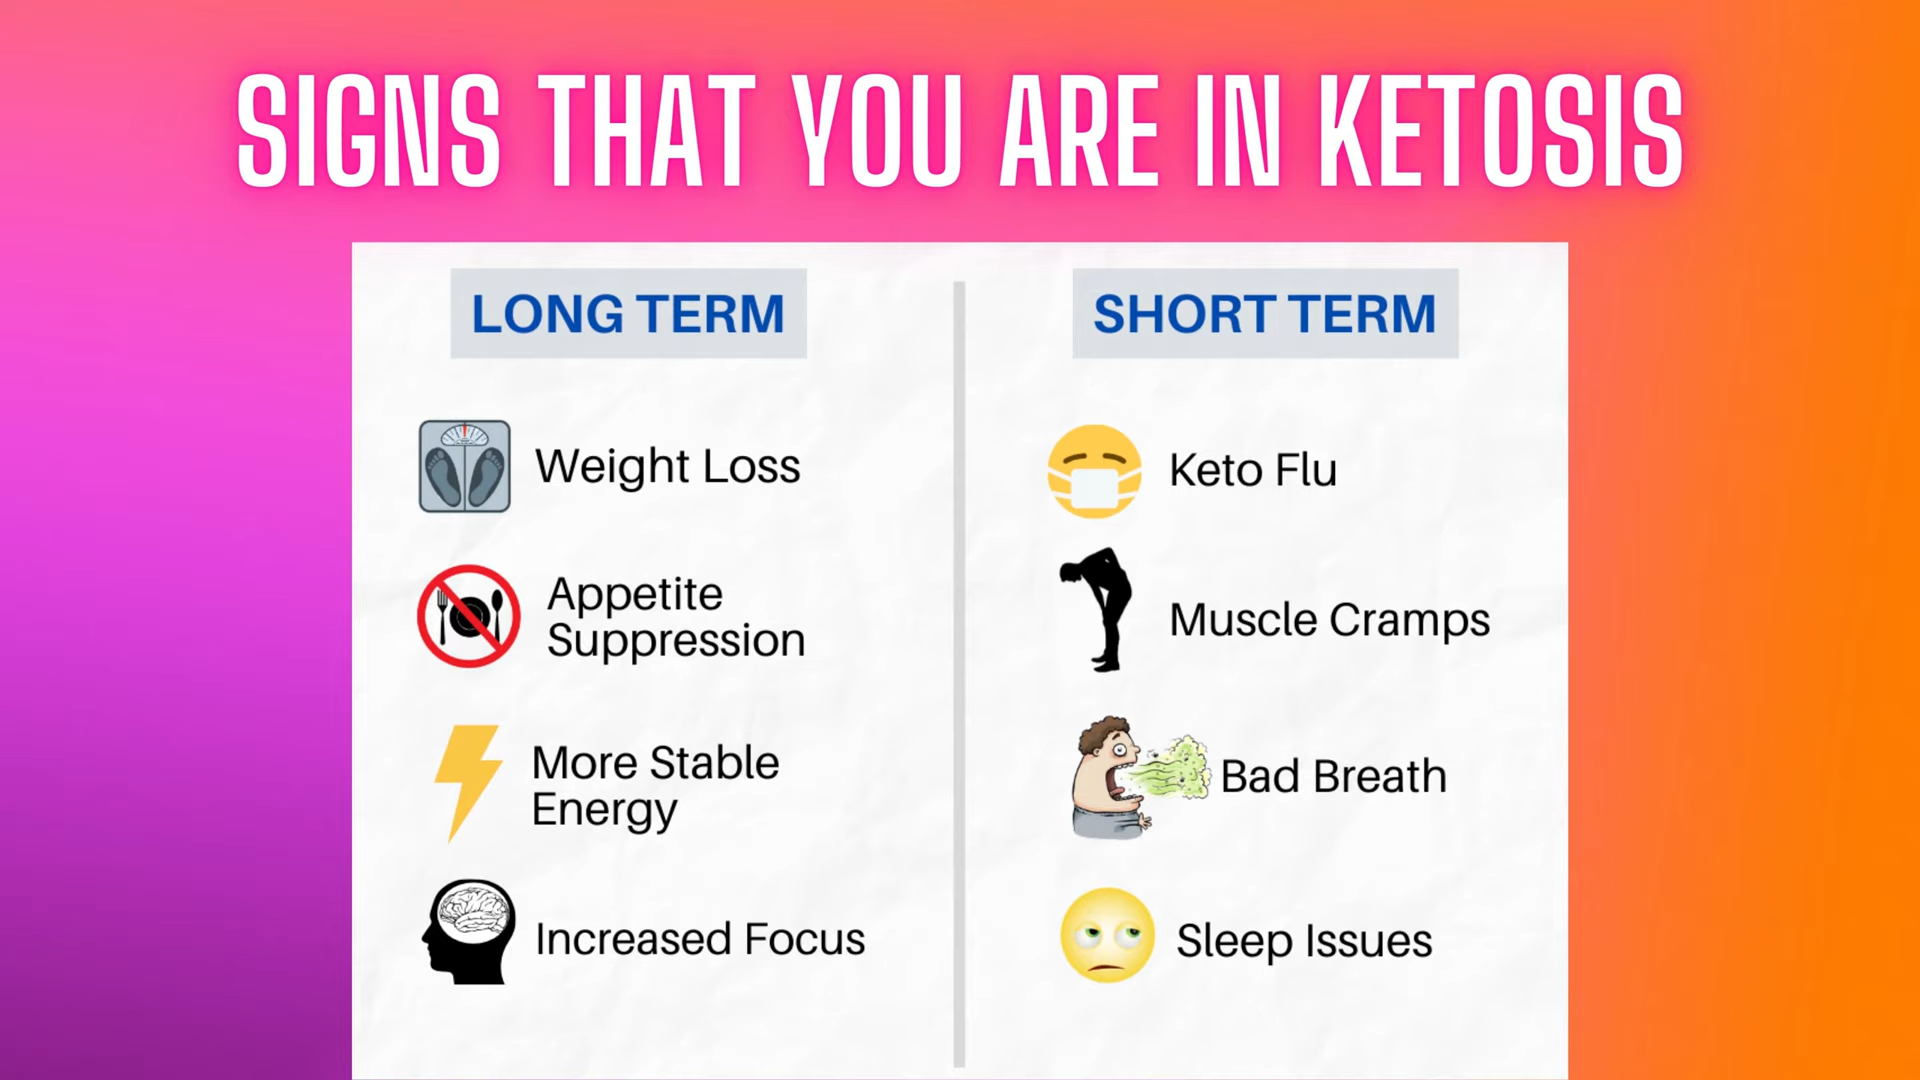 SIGNS THAT YOU ARE IN KETOSIS
LONG TERM
Weight Loss
Appetite
Suppression
More Stable
Energy
Increased Focus
SHORT TERM
Keto Flu
Muscle Cramps
Bad Breath
Sleep Issues